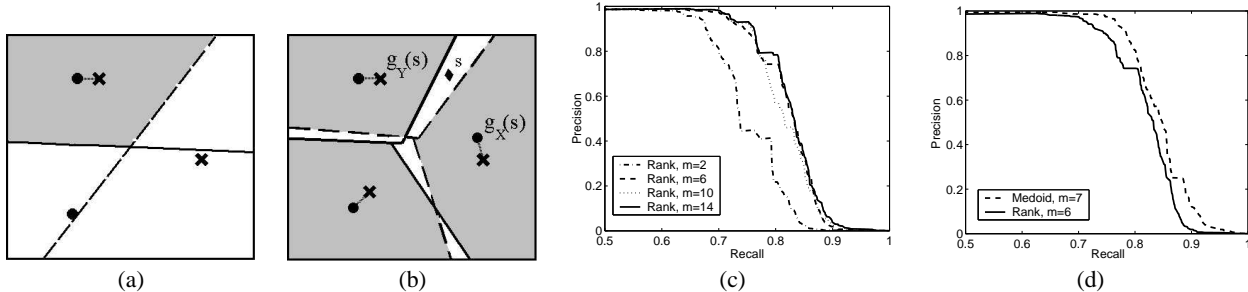 g_Y(s)
s
g_X(s)
(a)
(b)
1
0.8
0.6
0.4
0.2
0
Precision
Rank, m=2
Rank, m=6
Rank, m=10
Rank, m=14
0.5
0.6
0.7
0.8
0.9
1
Recall
(c)
1
0.8
0.6
0.4
0.2
0
Precision
Medoid, m=7
Rank, m=6
0.5
0.6
0.7
0.8
0.9
1
Recall
(d)